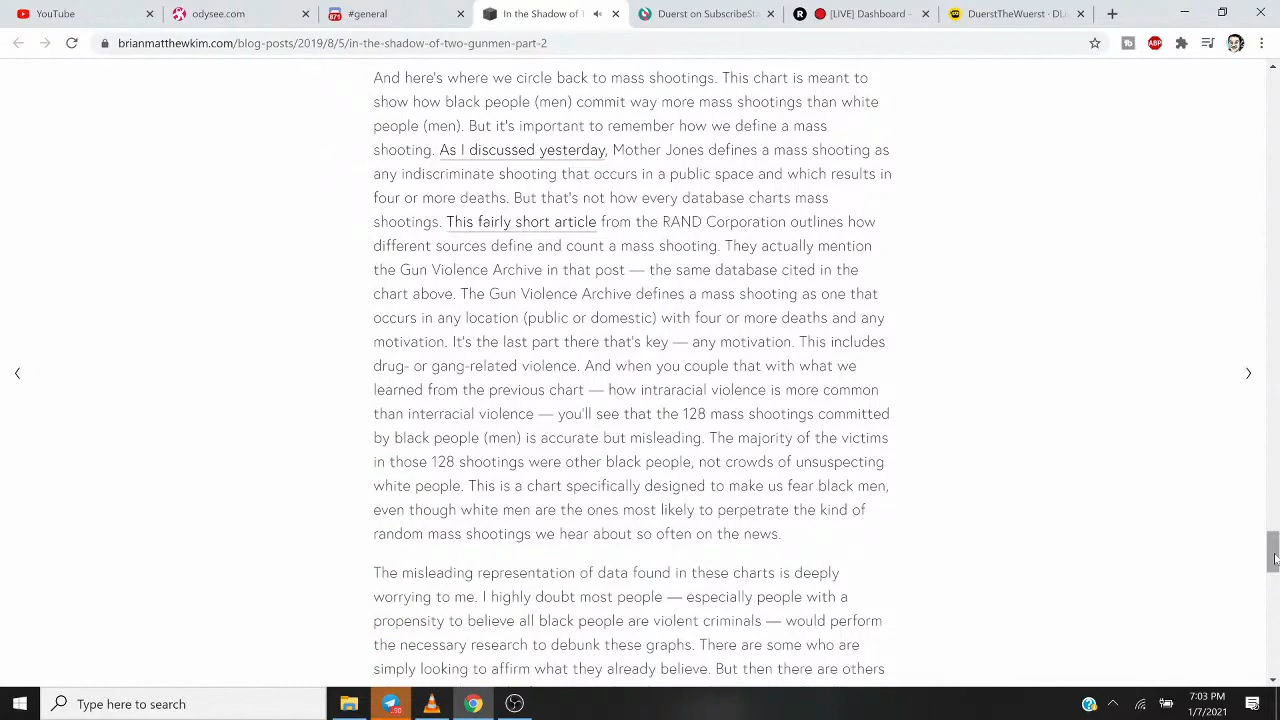 YouTube
odysee.com
#general
In the Shadow of T
Duerst on SubscribeSta
[LIVE] Dashboard -
DuerstTheWuerst · DLi
brianmatthewkim.com/blog-posts/2019/8/5/in-the-shadow-of-two-gunmen-part-2
And here's where we circle back to mass shootings. This chart is meant to
show how black people (men) commit way more mass shootings than white
people (men). But it's important to remember how we define a mass
shooting. As I discussed yesterday, Mother Jones defines a mass shooting as
any indiscriminate shooting that occurs in a public space and which results in
four or more deaths. But that's not how every database charts mass
shootings. This fairly short article from the RAND Corporation outlines how
different sources define and count a mass shooting. They actually mention
the Gun Violence Archive in that post — the same database cited in the
chart above. The Gun Violence Archive defines a mass shooting as one that
occurs in any location (public or domestic) with four or more deaths and any
motivation. It's the last part there that's key — any motivation. This includes
drug- or gang-related violence. And when you couple that with what we
learned from the previous chart — how intraracial violence is more common
than interracial violence — you'll see that the 128 mass shootings committed
by black people (men) is accurate but misleading. The majority of the victims
in those 128 shootings were other black people, not crowds of unsuspecting
white people. This is a chart specifically designed to make us fear black men,
even though white men are the ones most likely to perpetrate the kind of
random mass shootings we hear about so often on the news.
The misleading representation of data found in these charts is deeply
worrying to me. I highly doubt most people — especially people with a
propensity to believe all black people are violent criminals — would perform
the necessary research to debunk these graphs. There are some who are
simply looking to affirm what they already believe. But then there are others
Type here to search
7:03 PM
1/7/2021